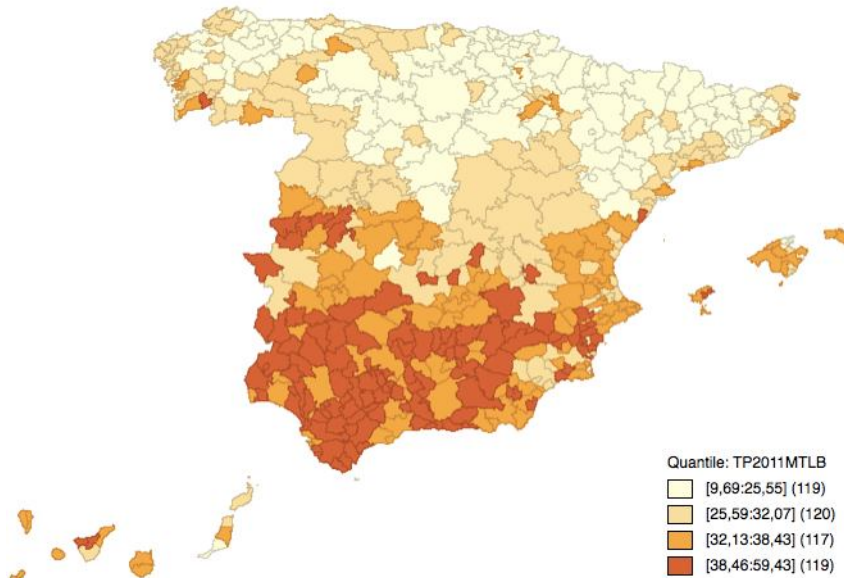 Quantile: TP2011MTLB
[9,69:25,55] (119)
[25,59:32,07] (120)
[32,13:38,43] (117)
[38,46:59,43] (119)